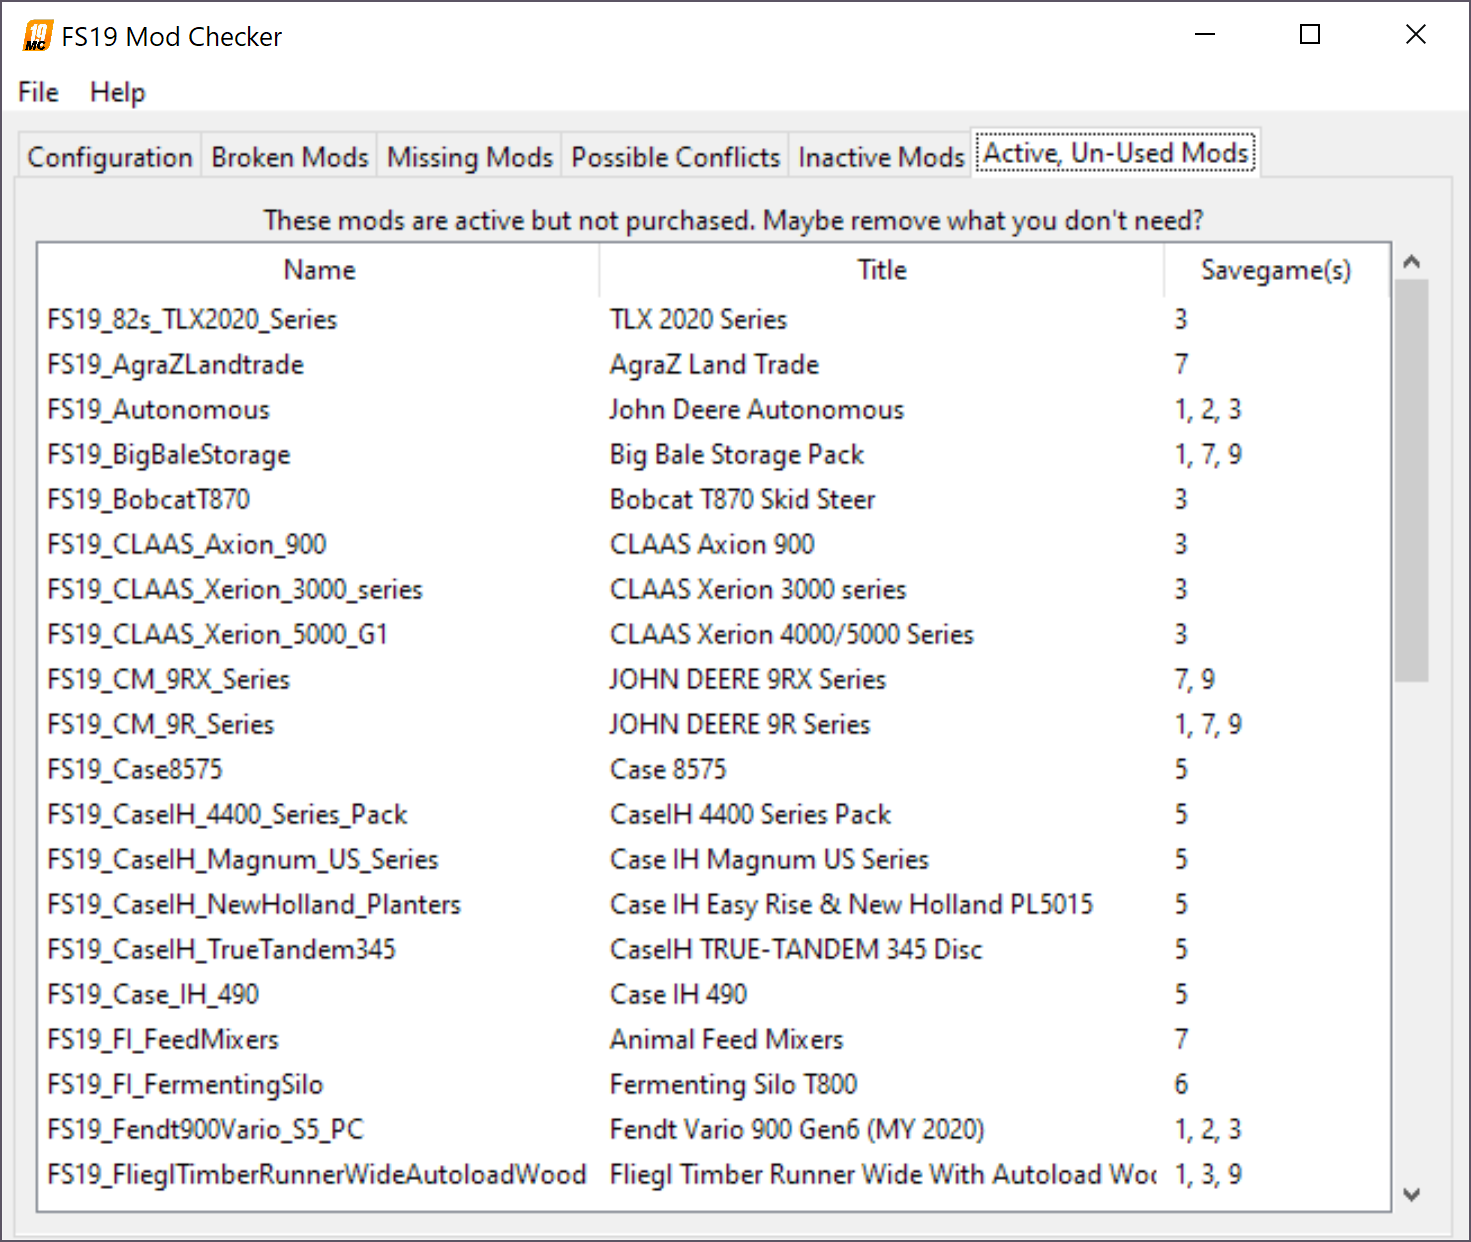 19 MC FS19 Mod Checker
File Help
Configuration Broken Mods Missing Mods Possible Conflicts Inactive Mods Active, Un-Used Mods
These mods are active but not purchased. Maybe remove what you don't need?
Name Title Savegame(s)
FS19_82s_TLX2020_Series TLX 2020 Series 3
FS19_AgraZLandtrade AgraZ Land Trade 7
FS19_Autonomous John Deere Autonomous 1, 2, 3
FS19_BigBaleStorage Big Bale Storage Pack 1, 7, 9
FS19_BobcatT870 Bobcat T870 Skid Steer 3
FS19_CLAAS_Axion_900 CLAAS Axion 900 3
FS19_CLAAS_Xerion_3000_series CLAAS Xerion 3000 series 3
FS19_CLAAS_Xerion_5000_G1 CLAAS Xerion 4000/5000 Series 3
FS19_CM_9RX_Series JOHN DEERE 9RX Series 7, 9
FS19_CM_9R_Series JOHN DEERE 9R Series 1, 7, 9
FS19_Case8575 Case 8575 5
FS19_CaseIH_4400_Series_Pack CaseIH 4400 Series Pack 5
FS19_CaseIH_Magnum_US_Series Case IH Magnum US Series 5
FS19_CaseIH_NewHolland_Planters Case IH Easy Rise & New Holland PL5015 5
FS19_CaseIH_TrueTandem345 CaseIH TRUE-TANDEM 345 Disc 5
FS19_Case_IH_490 Case IH 490 5
FS19_FI_FeedMixers Animal Feed Mixers 7
FS19_FI_FermentingSilo Fermenting Silo T800 6
FS19_Fendt900Vario_S5_PC Fendt Vario 900 Gen6 (MY 2020) 1, 2, 3
FS19_FlieglTimberRunnerWideAutoloadWood Fliegl Timber Runner Wide With Autoload Woo 1, 3, 9